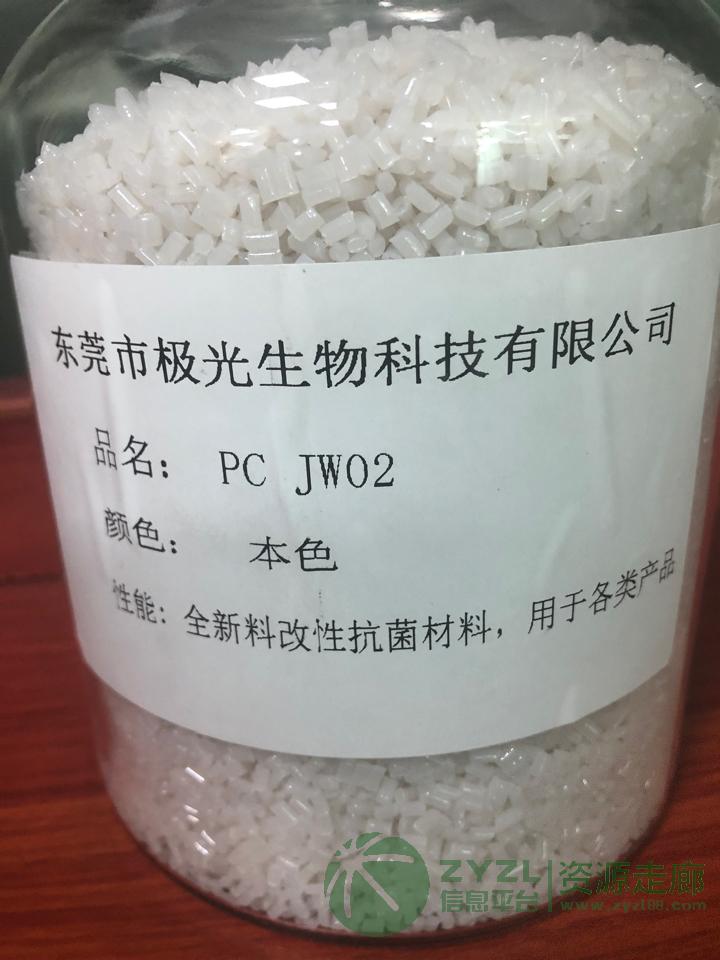 东莞市极光生物科技有限公司
品名： PC JW02
颜色： 本色
性能：全新料改性抗菌材料，用于各类产品
ZYZL 资源走廊
信息平台 www.zyzl88.com